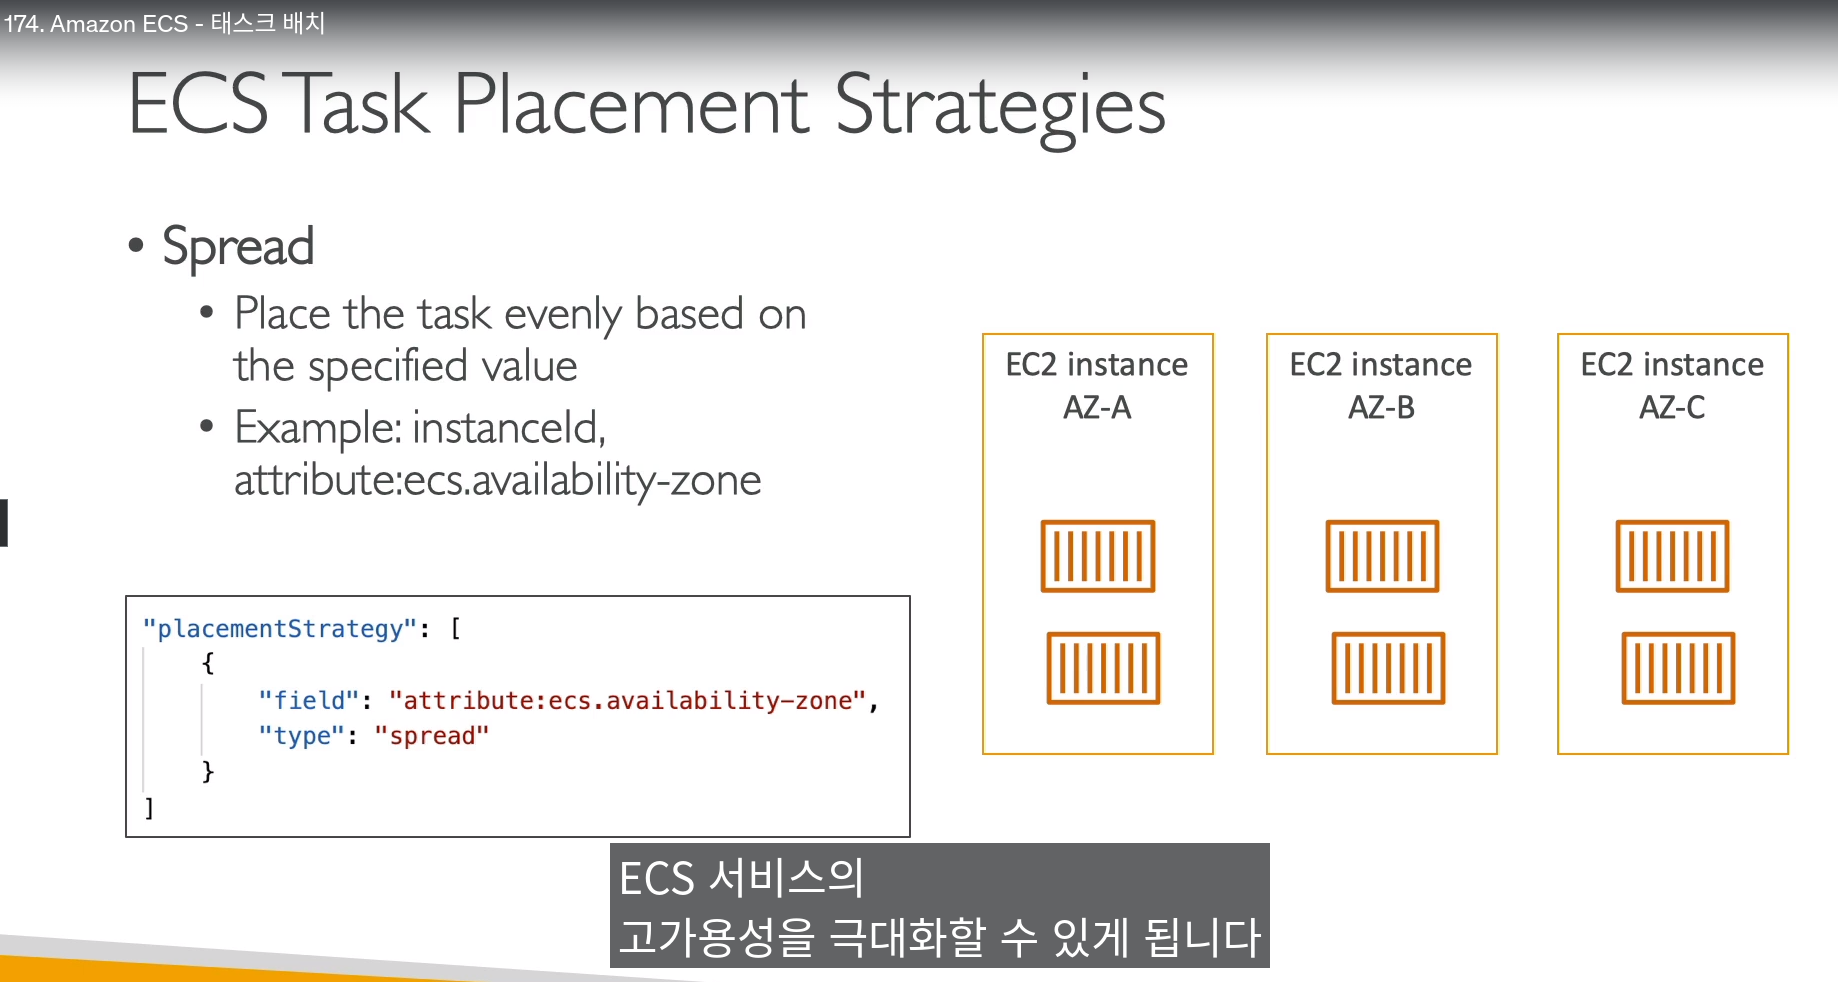 174. Amazon ECS - 태스크 배치
ECS Task Placement Strategies
• Spread
• Place the task evenly based on
the specified value
• Example: instanceId,
attribute:ecs.availability-zone
"placementStrategy": [
{
"field": "attribute:ecs.availability-zone",
"type": "spread"
}
]
EC2 instance
AZ-A
EC2 instance
AZ-B
EC2 instance
AZ-C
ECS 서비스의
고가용성을 극대화할 수 있게 됩니다